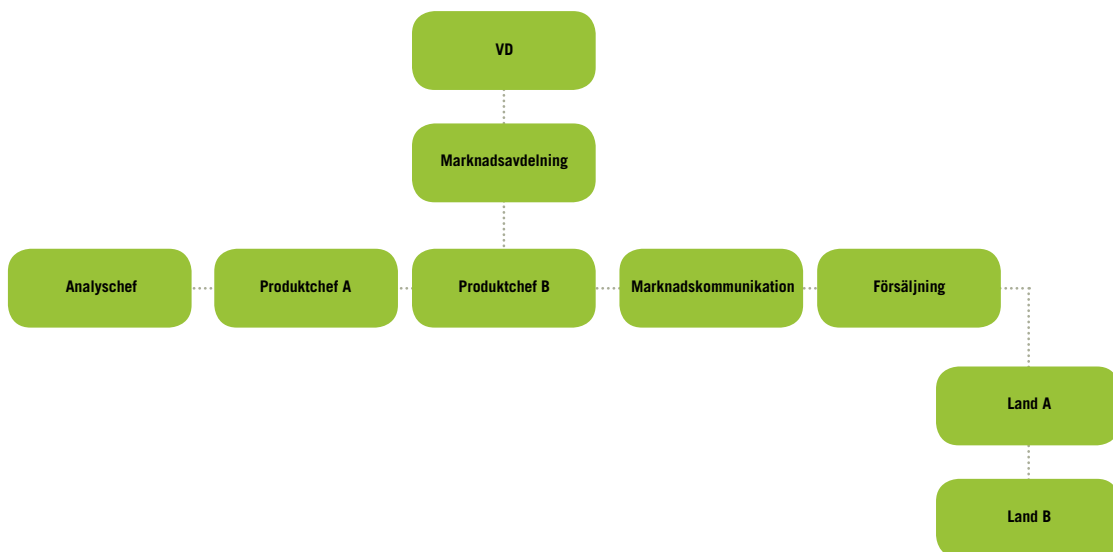 VD
Marknadsavdelning
Analyschef
Produktchef A
Produktchef B
Marknadskommunikation
Försäljning
Land A
Land B